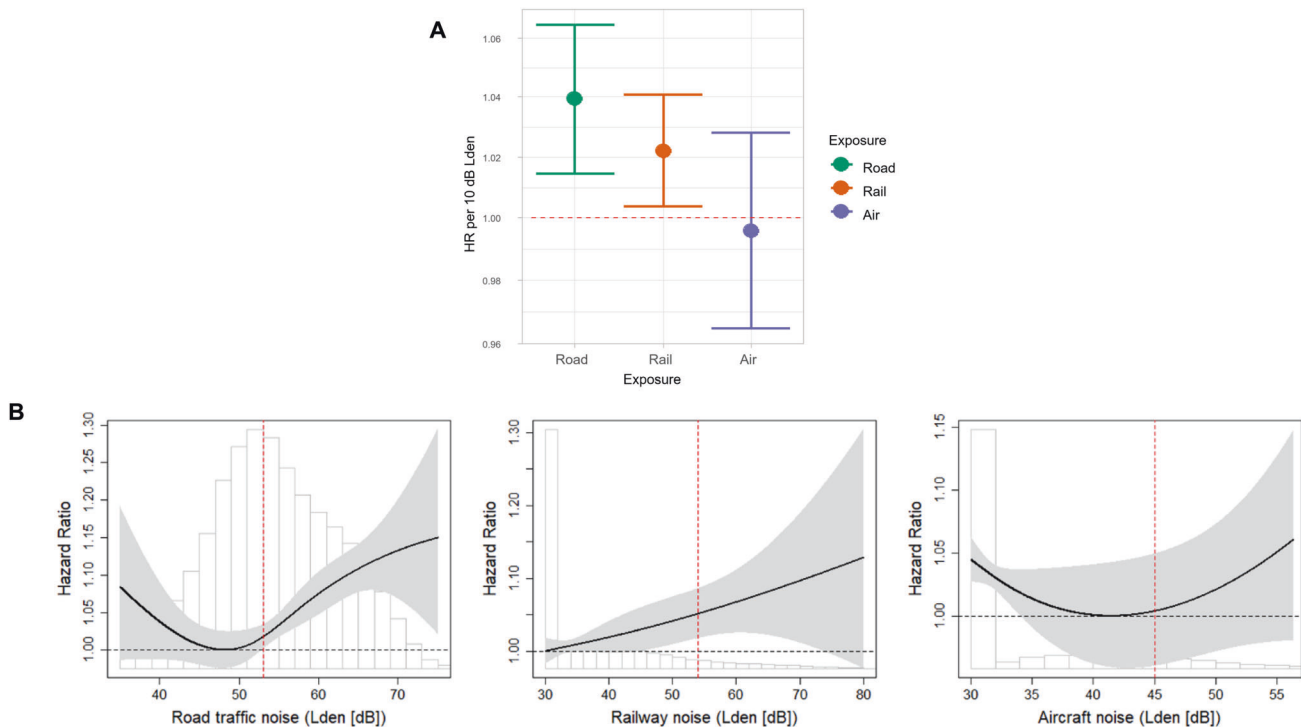 A
HR per 10 dB Lden
1.06
1.04
1.02
1.00
0.98
0.96
Road
Rail
Air
Exposure
Exposure
Road
Rail
Air
B
Hazard Ratio
1.30
1.25
1.20
1.15
1.10
1.05
1.00
40
50
60
70
Road traffic noise (Lden [dB])
Hazard Ratio
1.30
1.20
1.10
1.00
30
40
50
60
70
80
Railway noise (Lden [dB])
Hazard Ratio
1.15
1.10
1.05
1.00
30
35
40
45
50
55
Aircraft noise (Lden [dB])